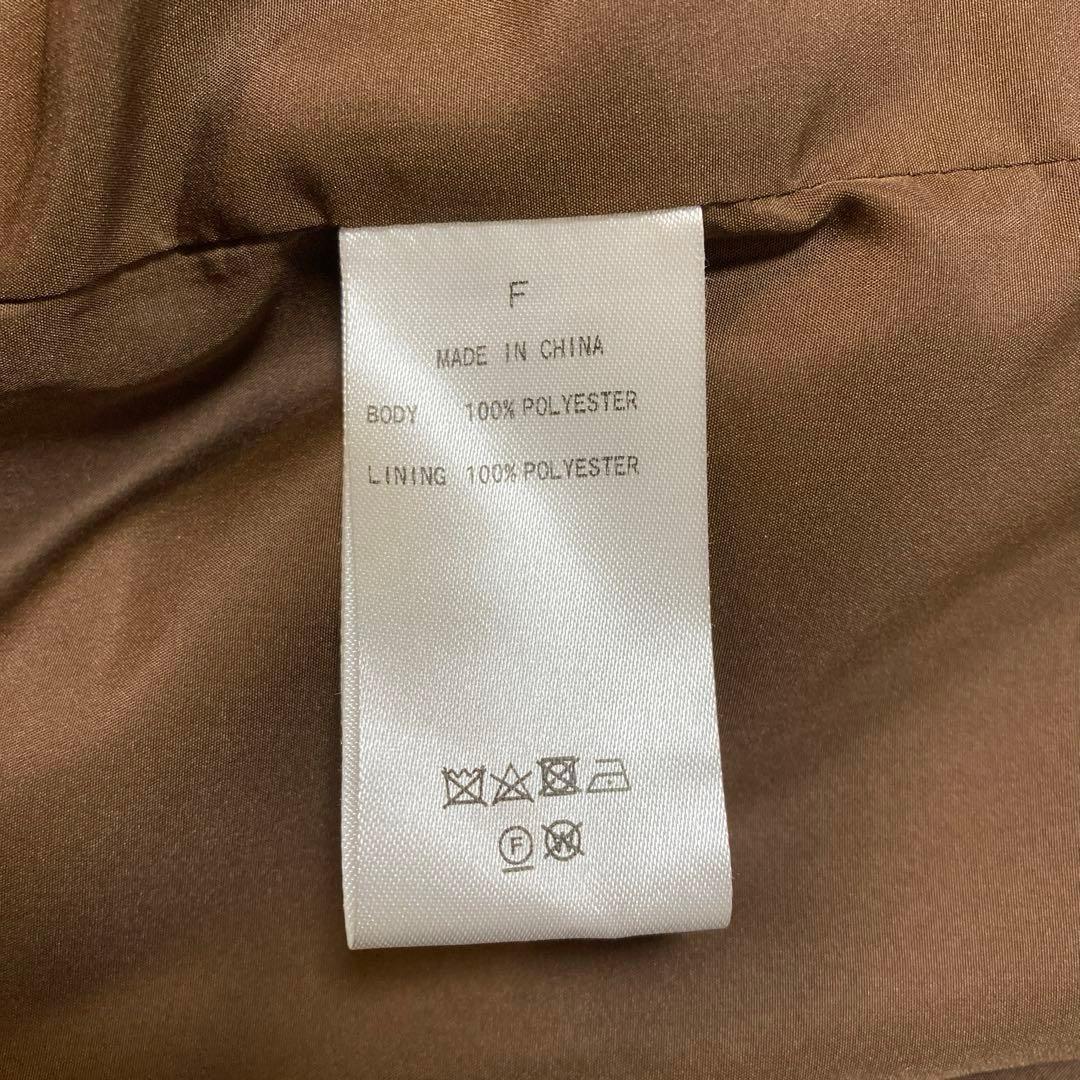 F
MADE IN CHINA
BODY 100% POLYESTER
LINING 100% POLYESTER
F W